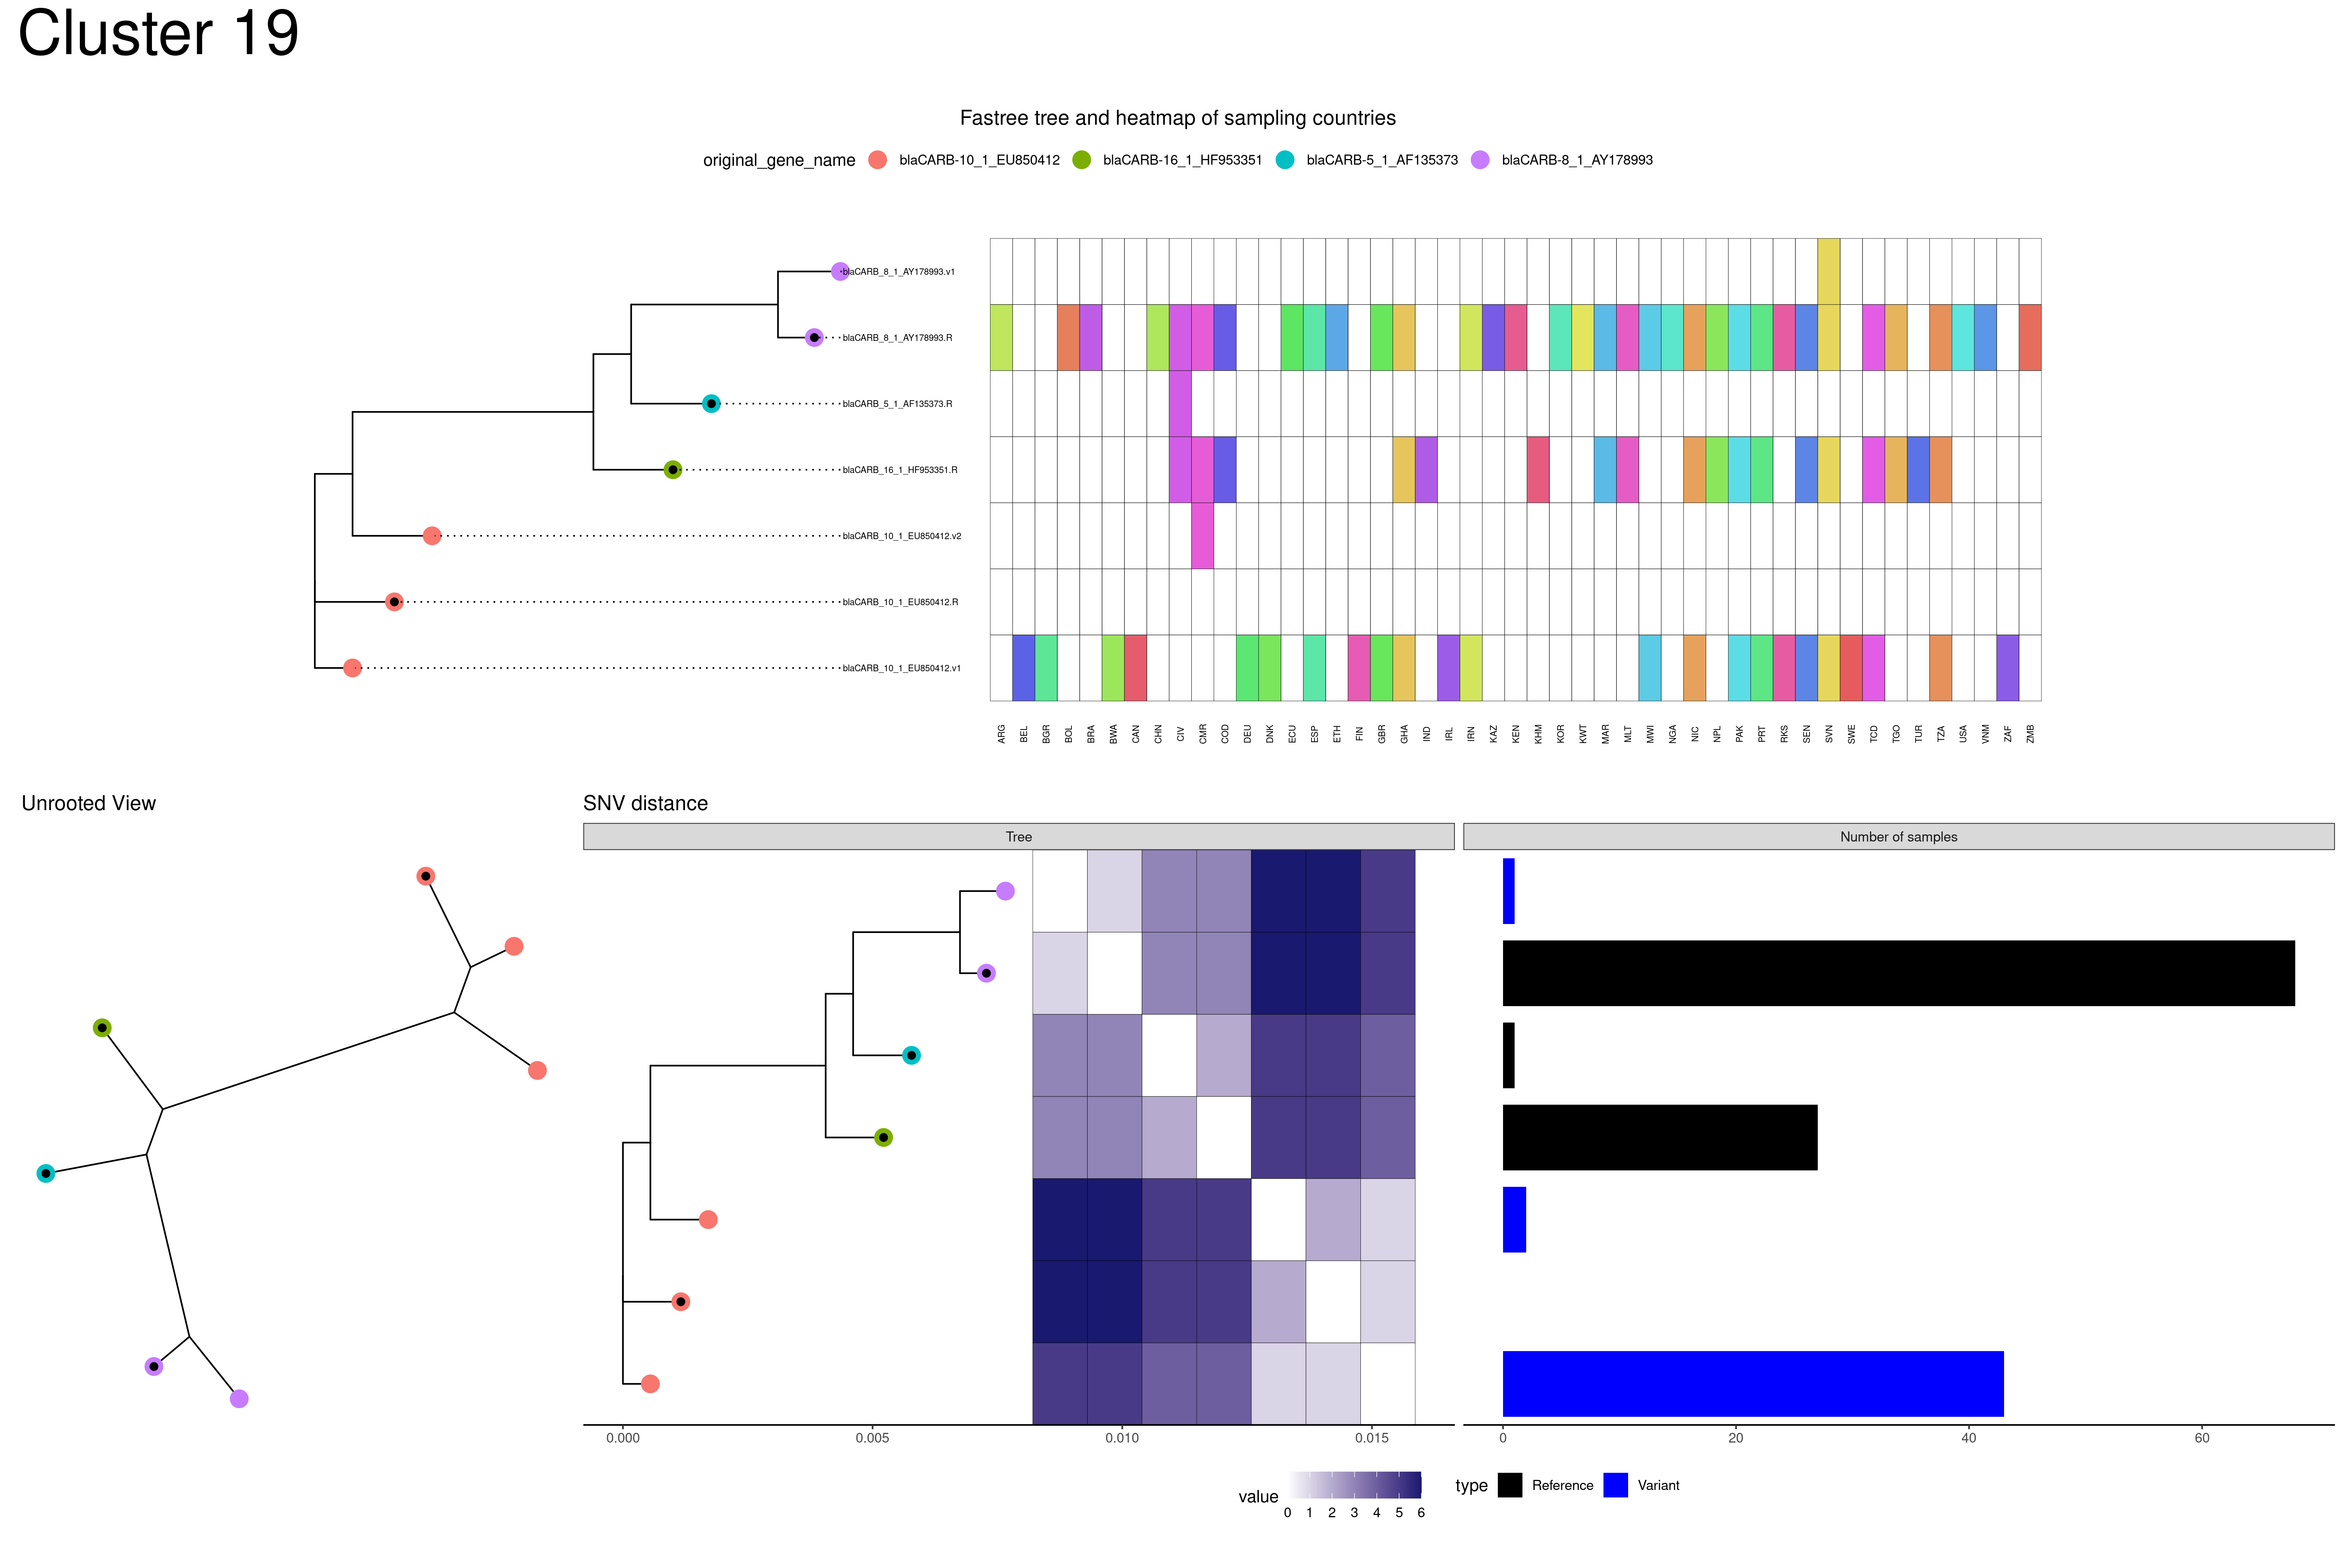 Cluster 19
Fastree tree and heatmap of sampling countries
original_gene_name blaCARB-10_1_EU850412 blaCARB-16_1_HF953351 blaCARB-5_1_AF135373 blaCARB-8_1_AY178993
blaCARB_8_1_AY178993.v1
blaCARB_8_1_AY178993.R
blaCARB_5_1_AF135373.R
blaCARB_16_1_HF953351.R
blaCARB_10_1_EU850412.v2
blaCARB_10_1_EU850412.R
blaCARB_10_1_EU850412.v1
ARG BEL BGR BOL BRA BWA CAN CHN CIV CMR COD DEU DNK ECU ESP ETH FIN GBR GHA IND IRL IRN KAZ KEN KHM KOR KWT MAR MLT MWI NGA NIC NPL PAK PRT RKS SEN SVN SWE TCD TGO TUR TZA USA VNM ZAF ZMB
Unrooted View
SNV distance
Tree
Number of samples
0.000 0.005 0.010 0.015
0 20 40 60
value
0 1 2 3 4 5 6
type Reference Variant